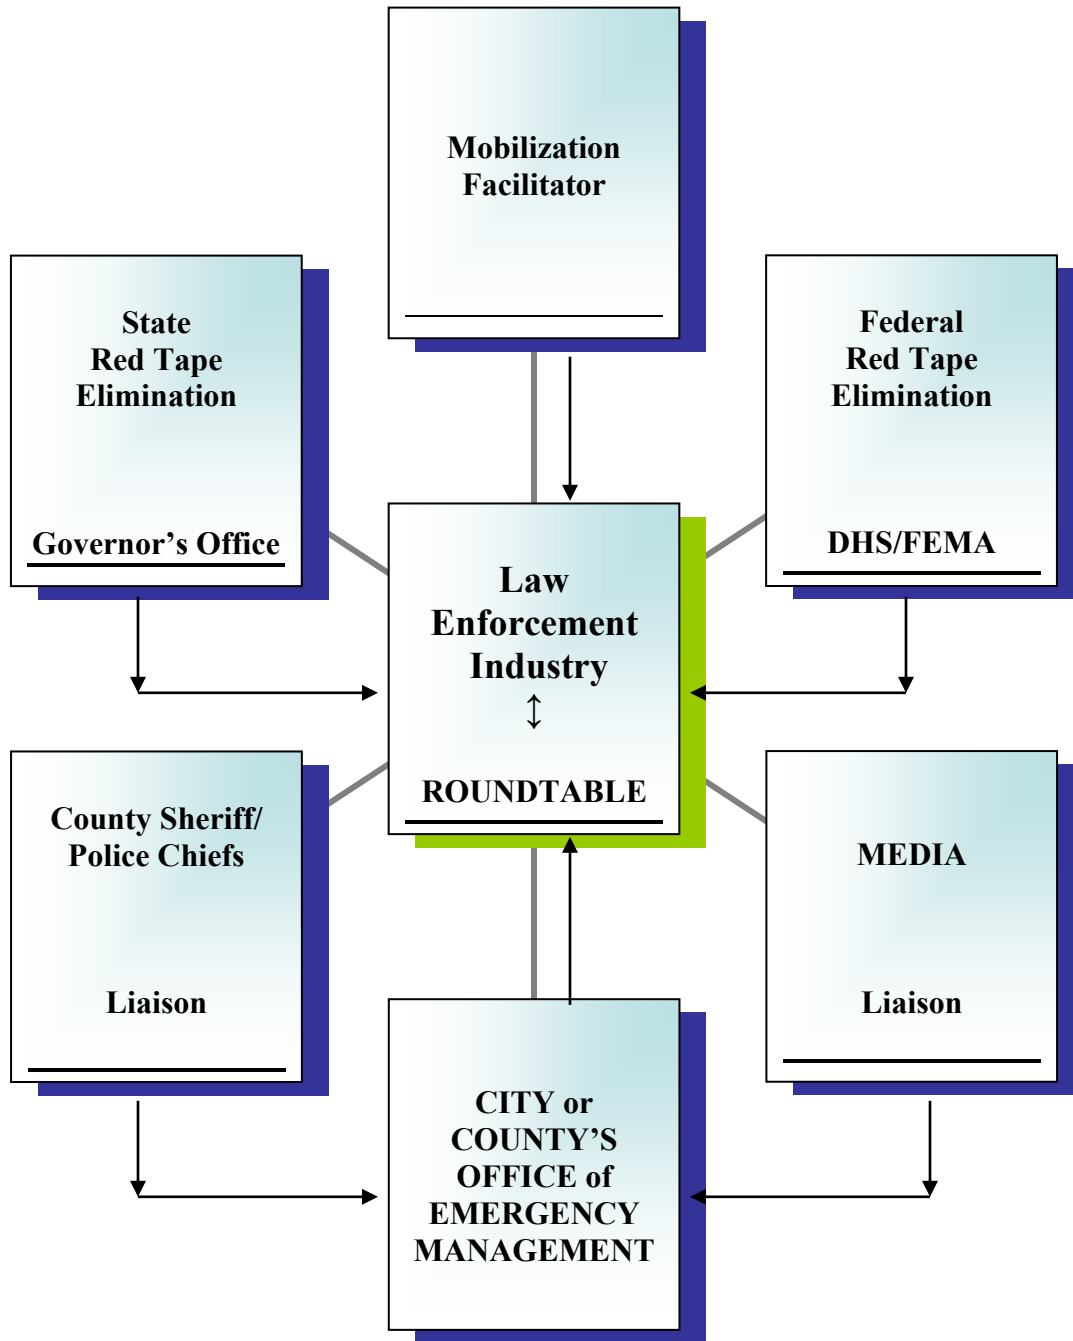 Mobilization
Facilitator
State
Red Tape
Elimination
Governor's Office
Federal
Red Tape
Elimination
DHS/FEMA
Law
Enforcement
Industry
↕
ROUNDTABLE
County Sheriff/
Police Chiefs
Liaison
MEDIA
Liaison
CITY or
COUNTY'S
OFFICE of
EMERGENCY
MANAGEMENT